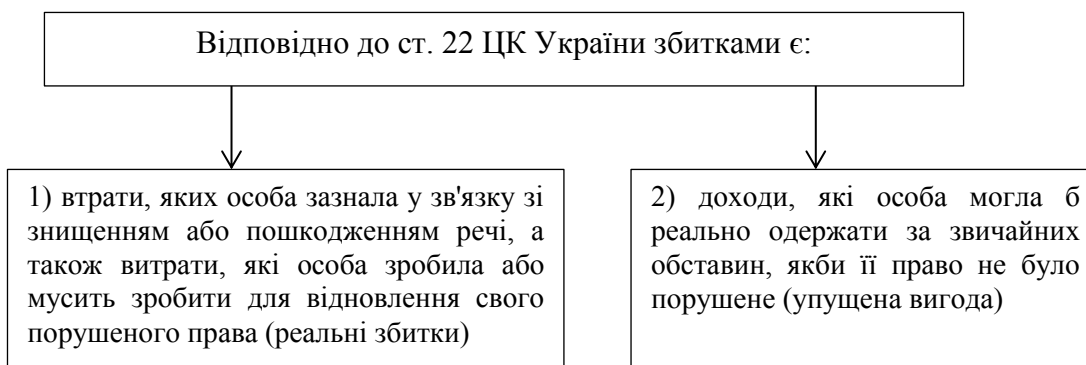 Відповідно до ст. 22 ЦК України збитками є:
1) втрати, яких особа зазнала у зв'язку зі
знищенням або пошкодженням речі, а
також витрати, які особа зробила або
мусить зробити для відновлення свого
порушеного права (реальні збитки)
2) доходи, які особа могла б
реально одержати за звичайних
обставин, якби її право не було
порушене (упущена вигода)